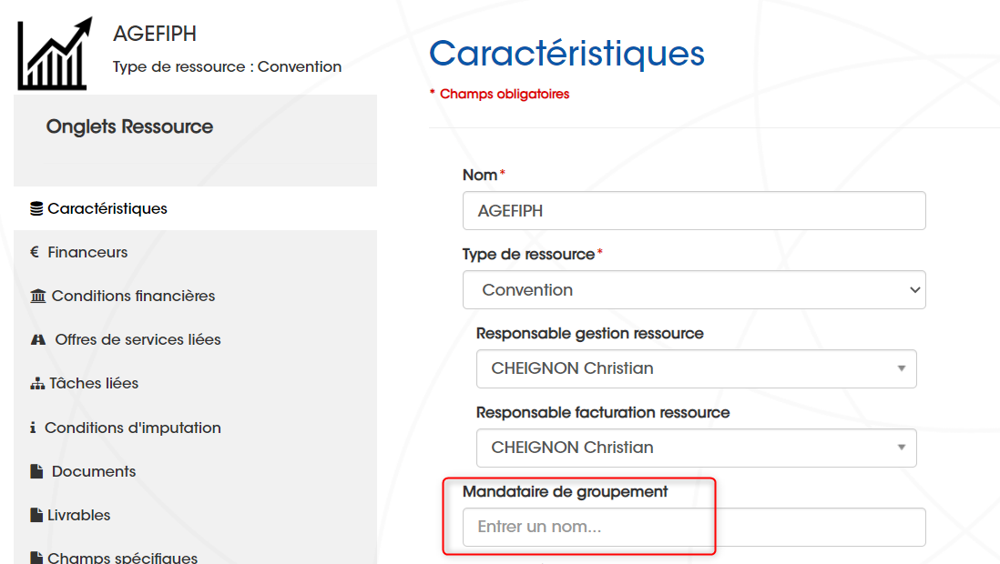 AGEFIPH
Type de ressource : Convention
Onglets Ressource
Caractéristiques
€ Financeurs
Conditions financières
Offres de services liées
Tâches liées
Conditions d'imputation
Documents
Livrables
Champs spécifiques
Caractéristiques
* Champs obligatoires
Nom*
AGEFIPH
Type de ressource*
Convention
Responsable gestion ressource
CHEIGNON Christian
Responsable facturation ressource
CHEIGNON Christian
Mandataire de groupement
Entrer un nom...